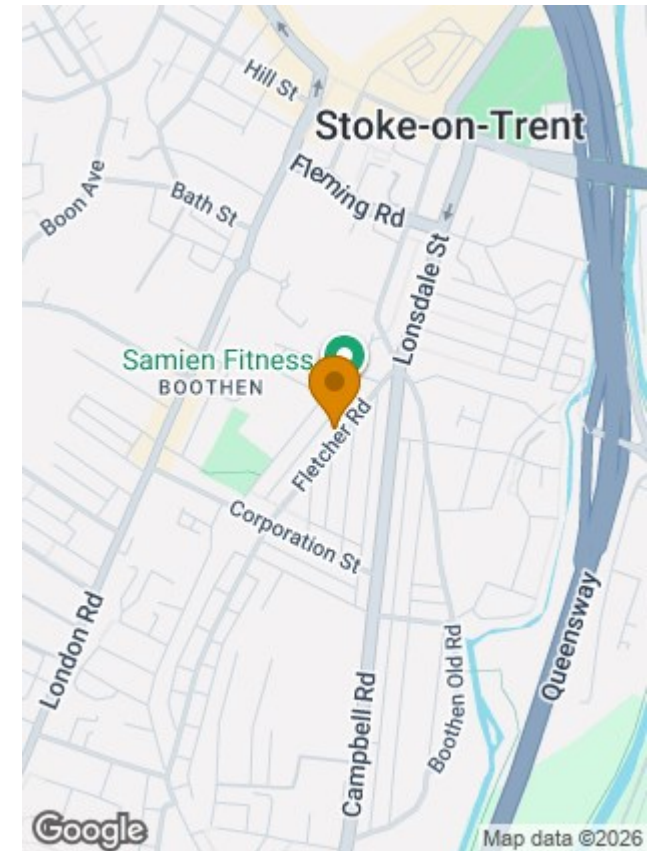 Hill St
Stoke-on-Trent
Fleming Rd
Boon Ave
Bath St
Lonsdale St
Samien Fitness
BOOTHEN
Fletcher Rd
Corporation St
London Rd
Queensway
Boothen Old Rd
Campbell Rd
Google
Map data ©2026